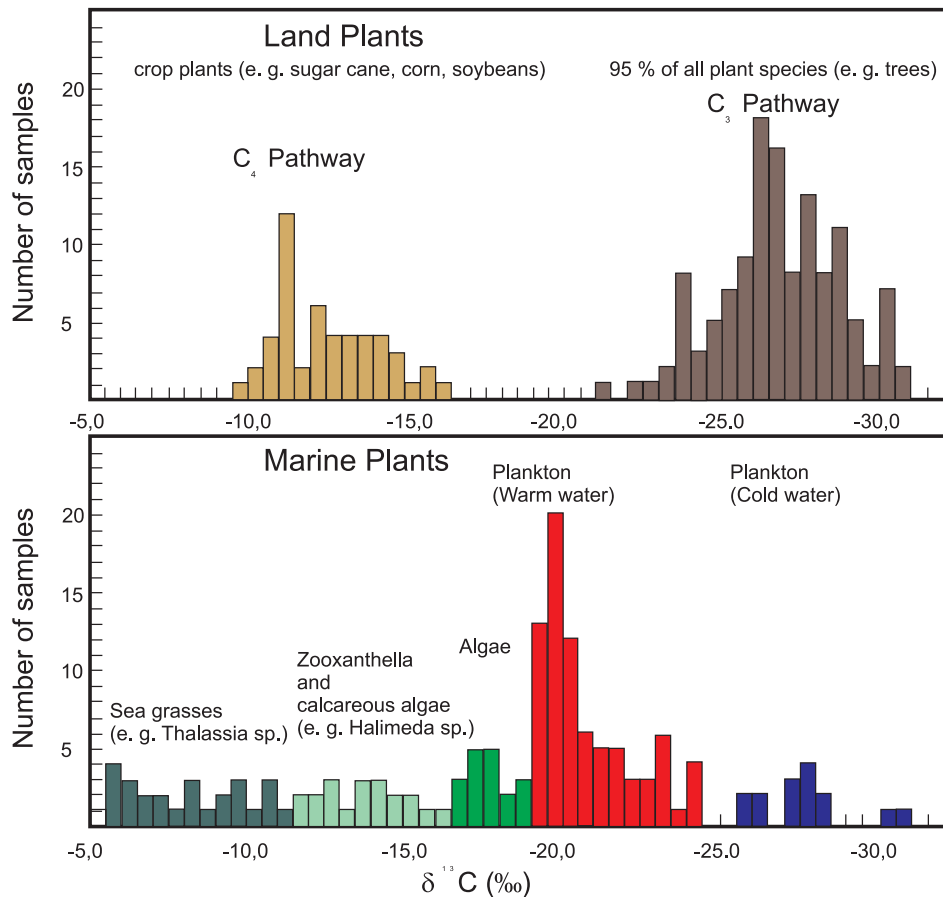 Land Plants
crop plants (e. g. sugar cane, corn, soybeans)
95 % of all plant species (e. g. trees)
C₃ Pathway
C₄ Pathway
Number of samples
20
15
10
5
-5,0 -10,0 -15,0 -20,0 -25.0 -30,0
Marine Plants
Plankton
(Warm water)
Plankton
(Cold water)
Algae
Zooxanthella
and
calcareous algae
(e. g. Halimeda sp.)
Sea grasses
(e. g. Thalassia sp.)
Number of samples
20
15
10
5
-5,0 -10,0 -15,0 -20,0 -25,0 -30,0
δ ¹³ C (‰)